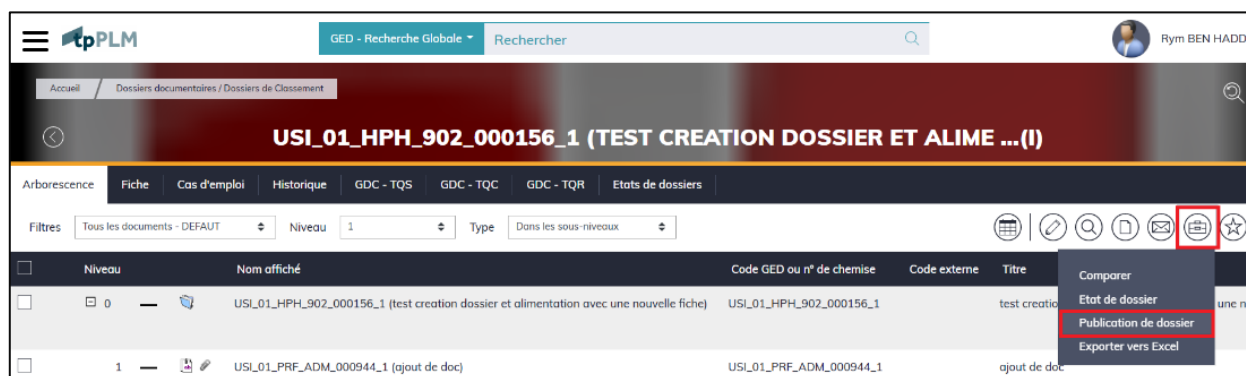 tpPLM GED - Recherche Globale Rechercher Rym BEN HADD
Accueil / Dossiers documentaires / Dossiers de Classement
USI_01_HPH_902_000156_1 (TEST CREATION DOSSIER ET ALIME ...(I)
Arborescence Fiche Cas d'emploi Historique GDC - TQS GDC - TQC GDC - TQR Etats de dossiers
Filtres Tous les documents - DEFAUT Niveau 1 Type Dans les sous-niveaux
Niveau Nom affiché Code GED ou n° de chemise Code externe Titre
Comparer
Etat de dossier
Publication de dossier
Exporter vers Excel
0 USI_01_HPH_902_000156_1 (test creation dossier et alimentation avec une nouvelle fiche) USI_01_HPH_902_000156_1 test creatio une n
1 USI_01_PRF_ADM_000944_1 (ajout de doc) USI_01_PRF_ADM_000944_1 ajout de doc